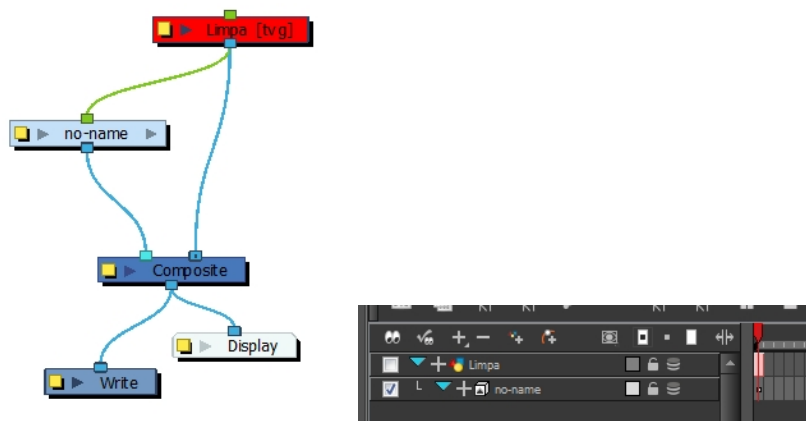 Limpa [tvg]
no-name
Composite
Display
Write
Limpa
no-name